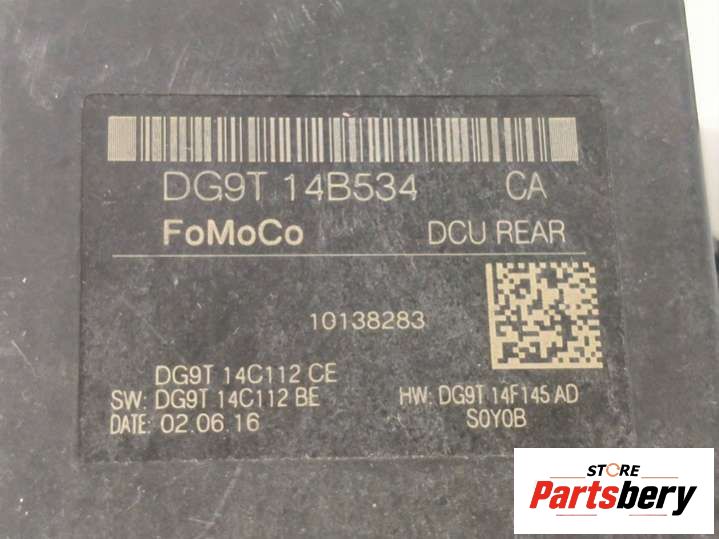 DG9T 14B534 CA
FoMoCo DCU REAR
10138283
DG9T 14C112 CE
SW: DG9T 14C112 BE HW: DG9T 14F145 AD
DATE: 02.06.16 S0Y0B
STORE
Partsbery